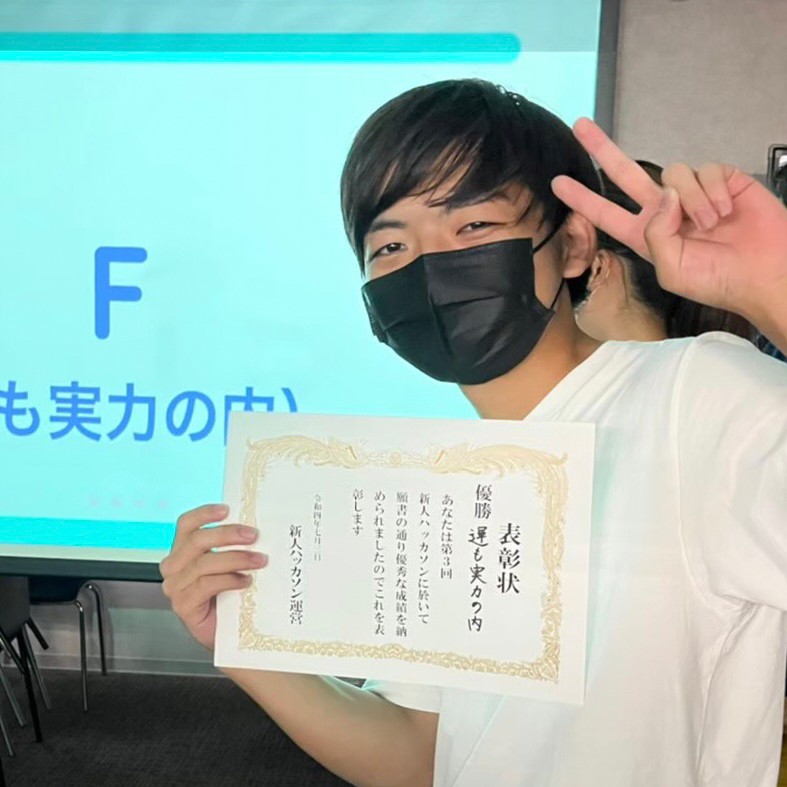 F
も実力の内）
表彰状
優勝 運も実力の内
あなたは第3回
新人ハッカソンに於いて
願書の通り優秀な成績を納
められましたのでこれを表
彰します
令和四年七月三日
新人ハッカソン運営